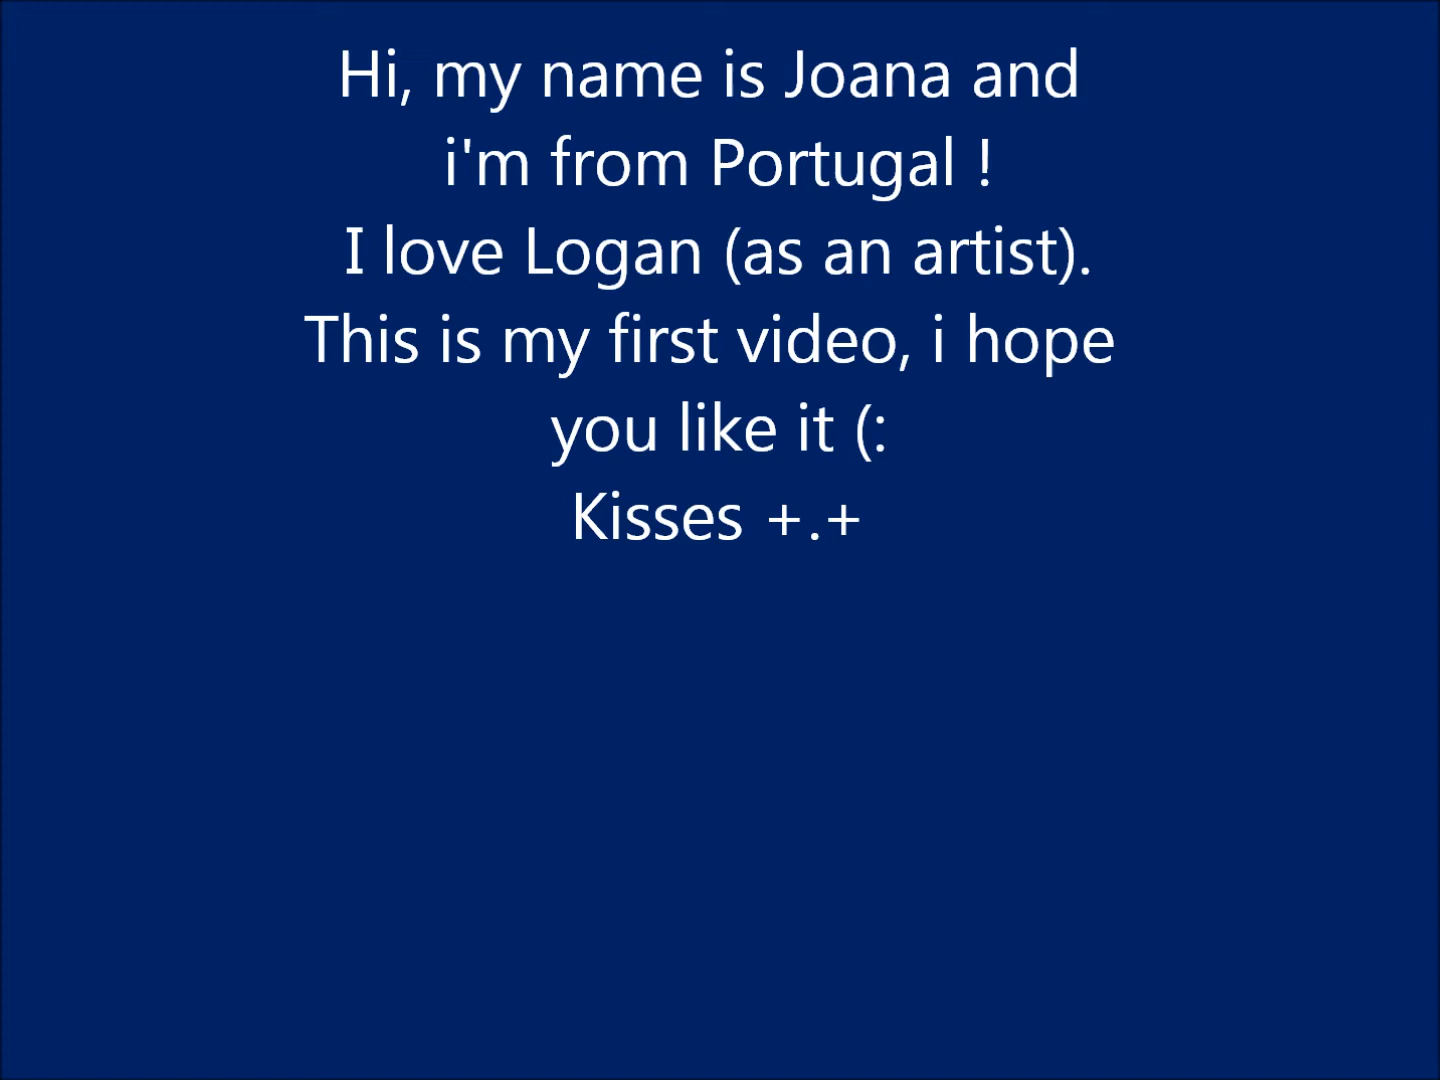 Hi, my name is Joana and
i'm from Portugal !
I love Logan (as an artist).
This is my first video, i hope
you like it (:
Kisses +.+